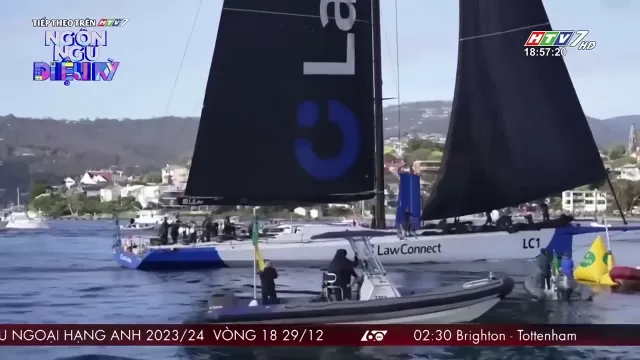 TIẾP THEO TRÊN HTV7
NGÔN
NGỮ
DIỆU KỲ
HTV7 HD
18:57:20
La
LawConnect
LC1
U NGOẠI HẠNG ANH 2023/24 VÒNG 18 29/12
02:30 Brighton - Tottenham